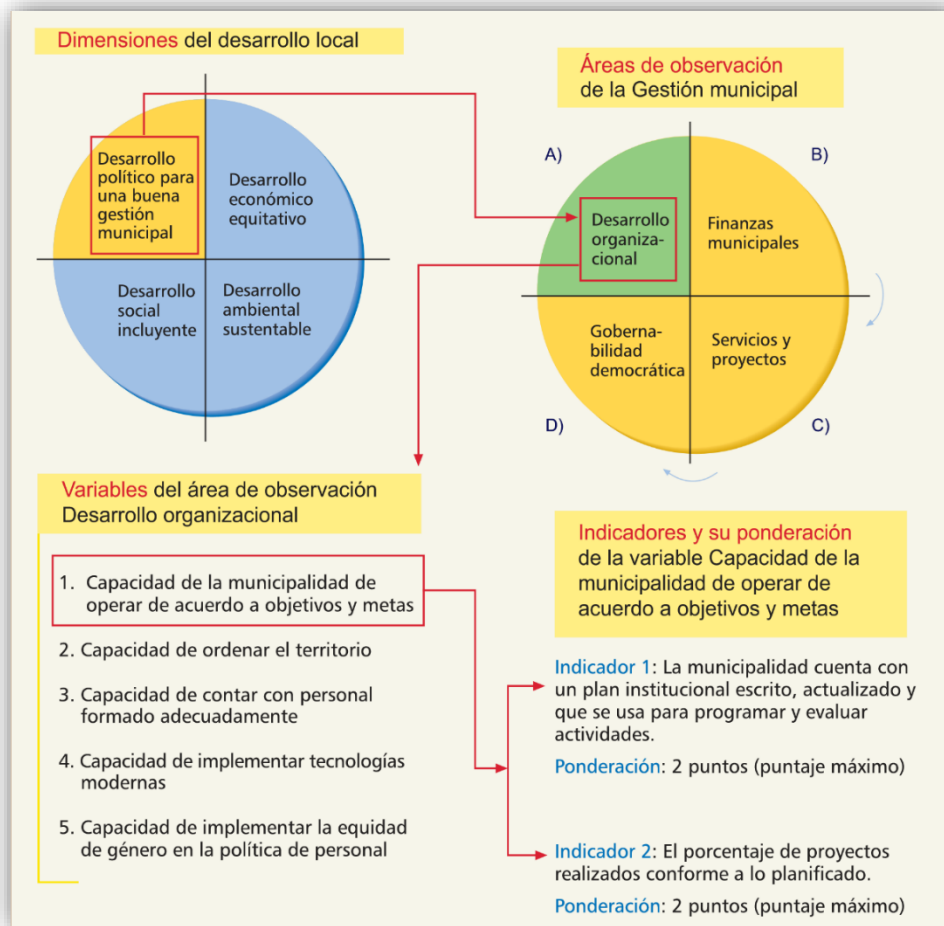 Dimensiones del desarrollo local
Desarrollo
político para
una buena
gestión
municipal
Desarrollo
económico
equitativo
Desarrollo
social
incluyente
Desarrollo
ambiental
sustentable
Áreas de observación
de la Gestión municipal
A)
B)
Desarrollo
organiza-
cional
Finanzas
municipales
Goberna-
bilidad
democrática
Servicios y
proyectos
D)
C)
Variables del área de observación
Desarrollo organizacional
1. Capacidad de la municipalidad de
operar de acuerdo a objetivos y metas
2. Capacidad de ordenar el territorio
3. Capacidad de contar con personal
formado adecuadamente
4. Capacidad de implementar tecnologías
modernas
5. Capacidad de implementar la equidad
de género en la política de personal
Indicadores y su ponderación
de la variable Capacidad de la
municipalidad de operar de
acuerdo a objetivos y metas
Indicador 1: La municipalidad cuenta con
un plan institucional escrito, actualizado y
que se usa para programar y evaluar
actividades.
Ponderación: 2 puntos (puntaje máximo)
Indicador 2: El porcentaje de proyectos
realizados conforme a lo planificado.
Ponderación: 2 puntos (puntaje máximo)